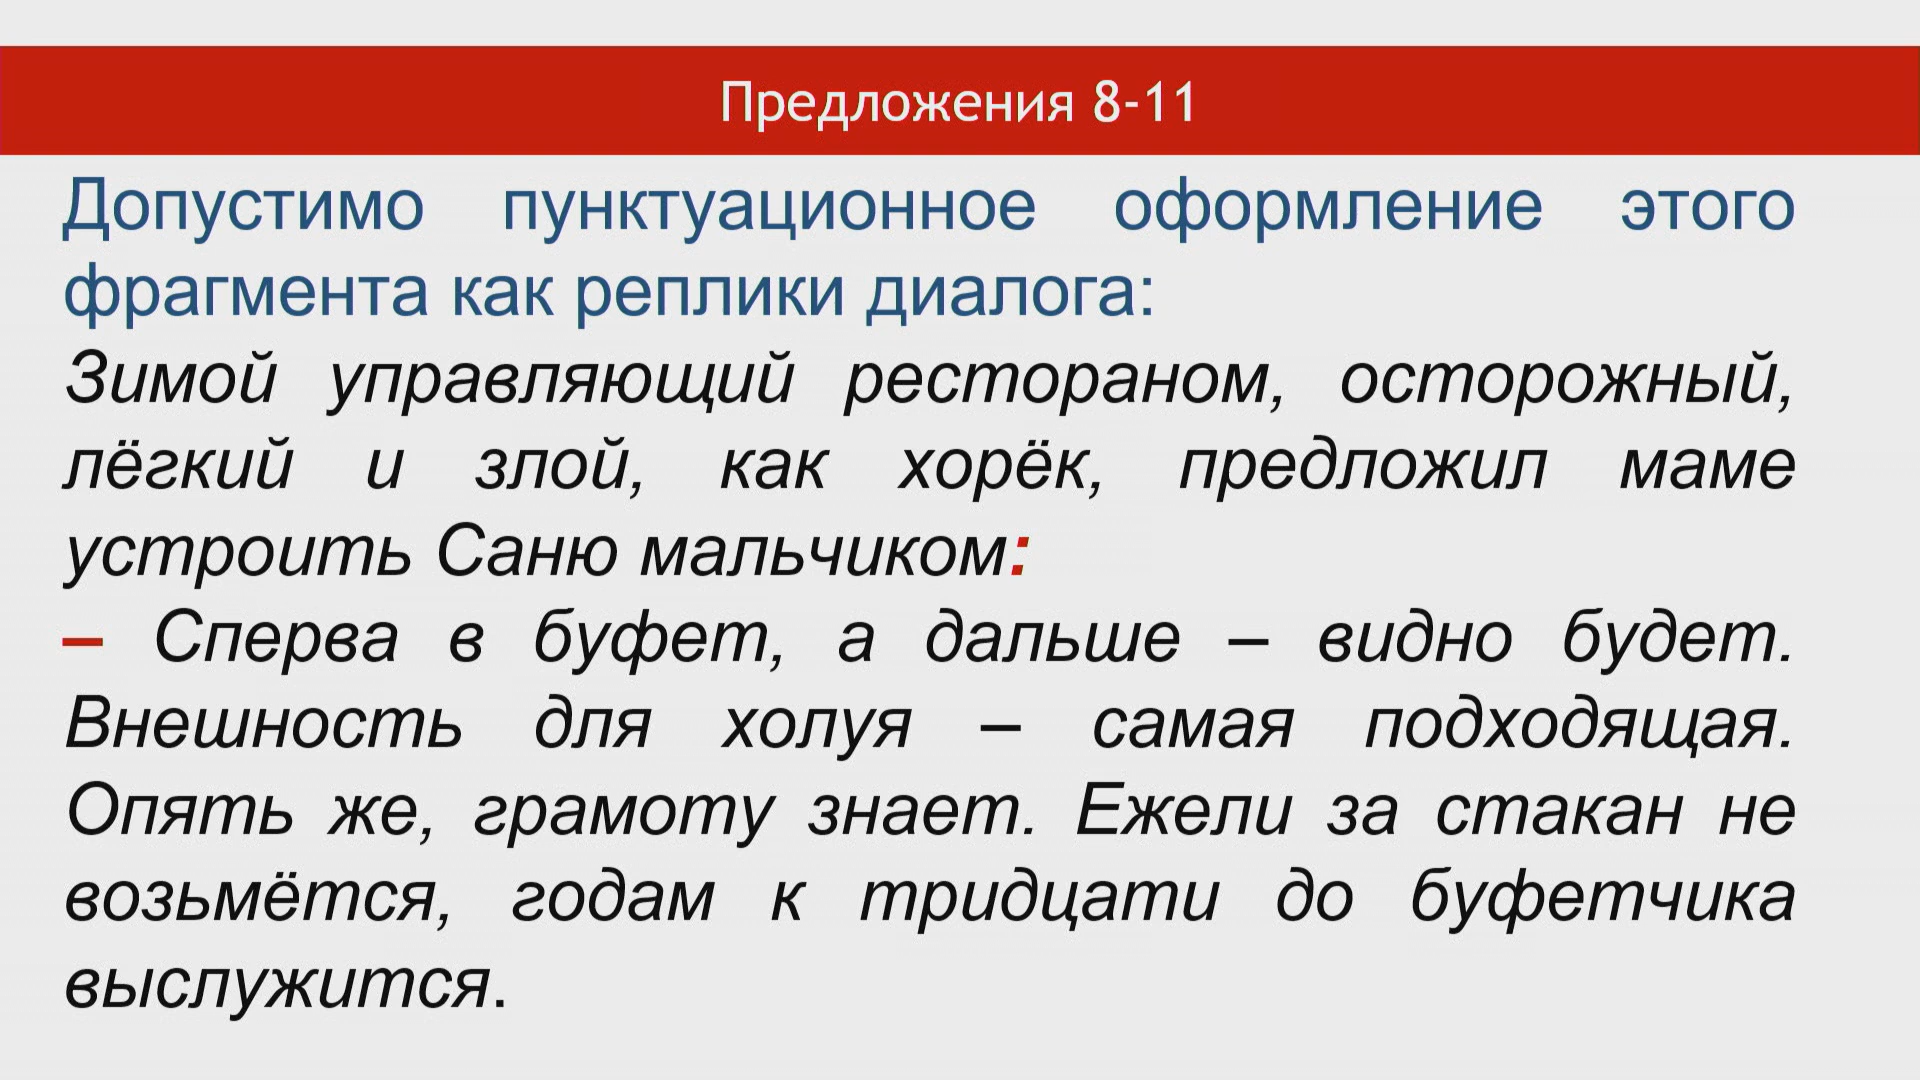 Предложения 8-11
Допустимо пунктуационное оформление этого
фрагмента как реплики диалога:
Зимой управляющий рестораном, осторожный,
лёгкий и злой, как хорёк, предложил маме
устроить Саню мальчиком:
– Сперва в буфет, а дальше – видно будет.
Внешность для холуя – самая подходящая.
Опять же, грамоту знает. Ежели за стакан не
возьмётся, годам к тридцати до буфетчика
выслужится.